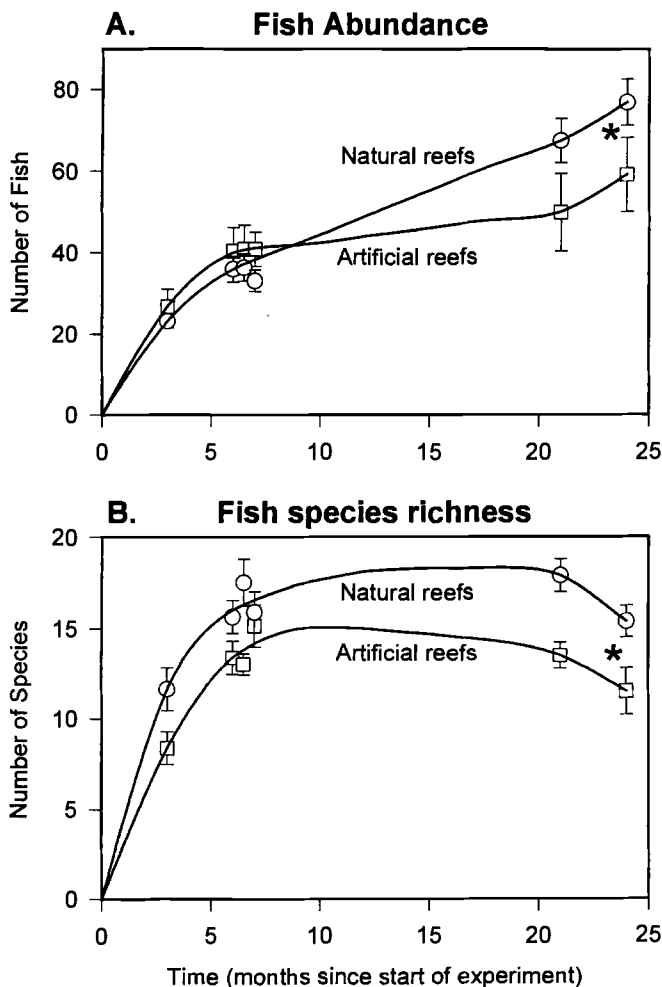 A. Fish Abundance
Number of Fish
80
60
40
20
0
Natural reefs
*
Artificial reefs
0 5 10 15 20 25
B. Fish species richness
Number of Species
20
15
10
5
0
Natural reefs
Artificial reefs
*
0 5 10 15 20 25
Time (months since start of experiment)